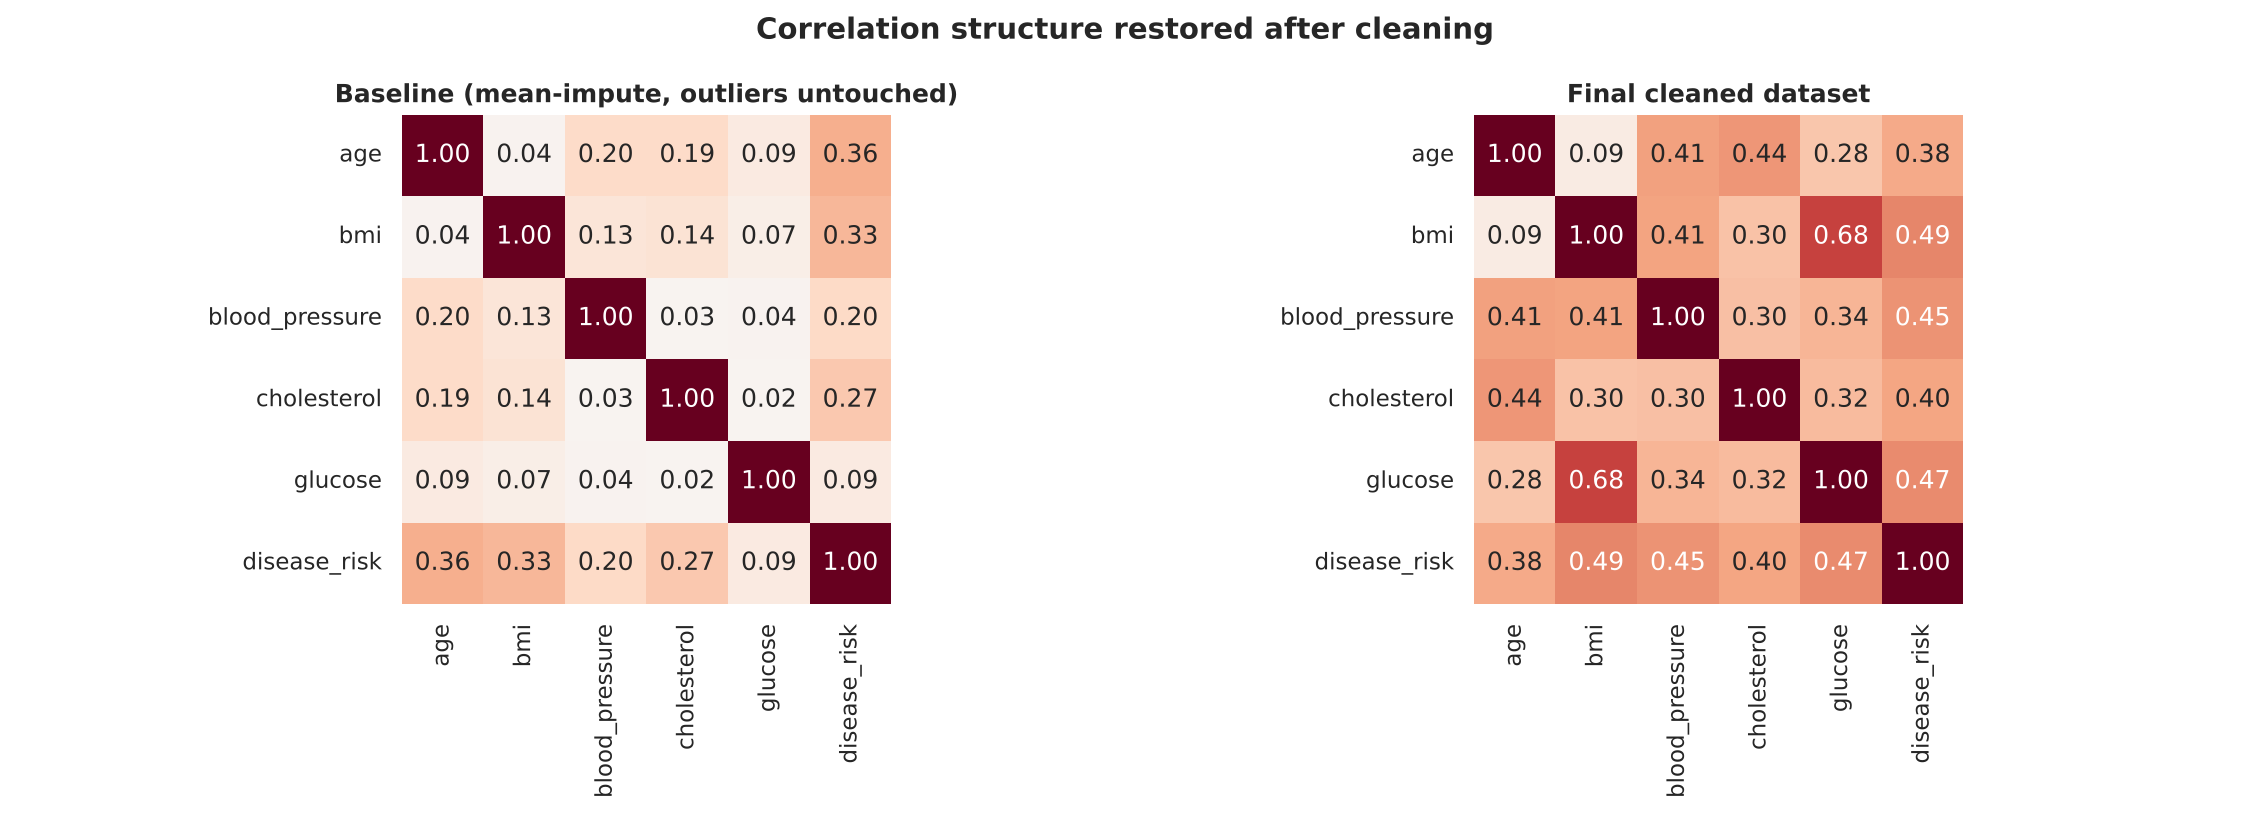 Correlation structure restored after cleaning
Baseline (mean-impute, outliers untouched)
age 1.00 0.04 0.20 0.19 0.09 0.36
bmi 0.04 1.00 0.13 0.14 0.07 0.33
blood_pressure 0.20 0.13 1.00 0.03 0.04 0.20
cholesterol 0.19 0.14 0.03 1.00 0.02 0.27
glucose 0.09 0.07 0.04 0.02 1.00 0.09
disease_risk 0.36 0.33 0.20 0.27 0.09 1.00
age
bmi
blood_pressure
cholesterol
glucose
disease_risk
Final cleaned dataset
age 1.00 0.09 0.41 0.44 0.28 0.38
bmi 0.09 1.00 0.41 0.30 0.68 0.49
blood_pressure 0.41 0.41 1.00 0.30 0.34 0.45
cholesterol 0.44 0.30 0.30 1.00 0.32 0.40
glucose 0.28 0.68 0.34 0.32 1.00 0.47
disease_risk 0.38 0.49 0.45 0.40 0.47 1.00
age
bmi
blood_pressure
cholesterol
glucose
disease_risk